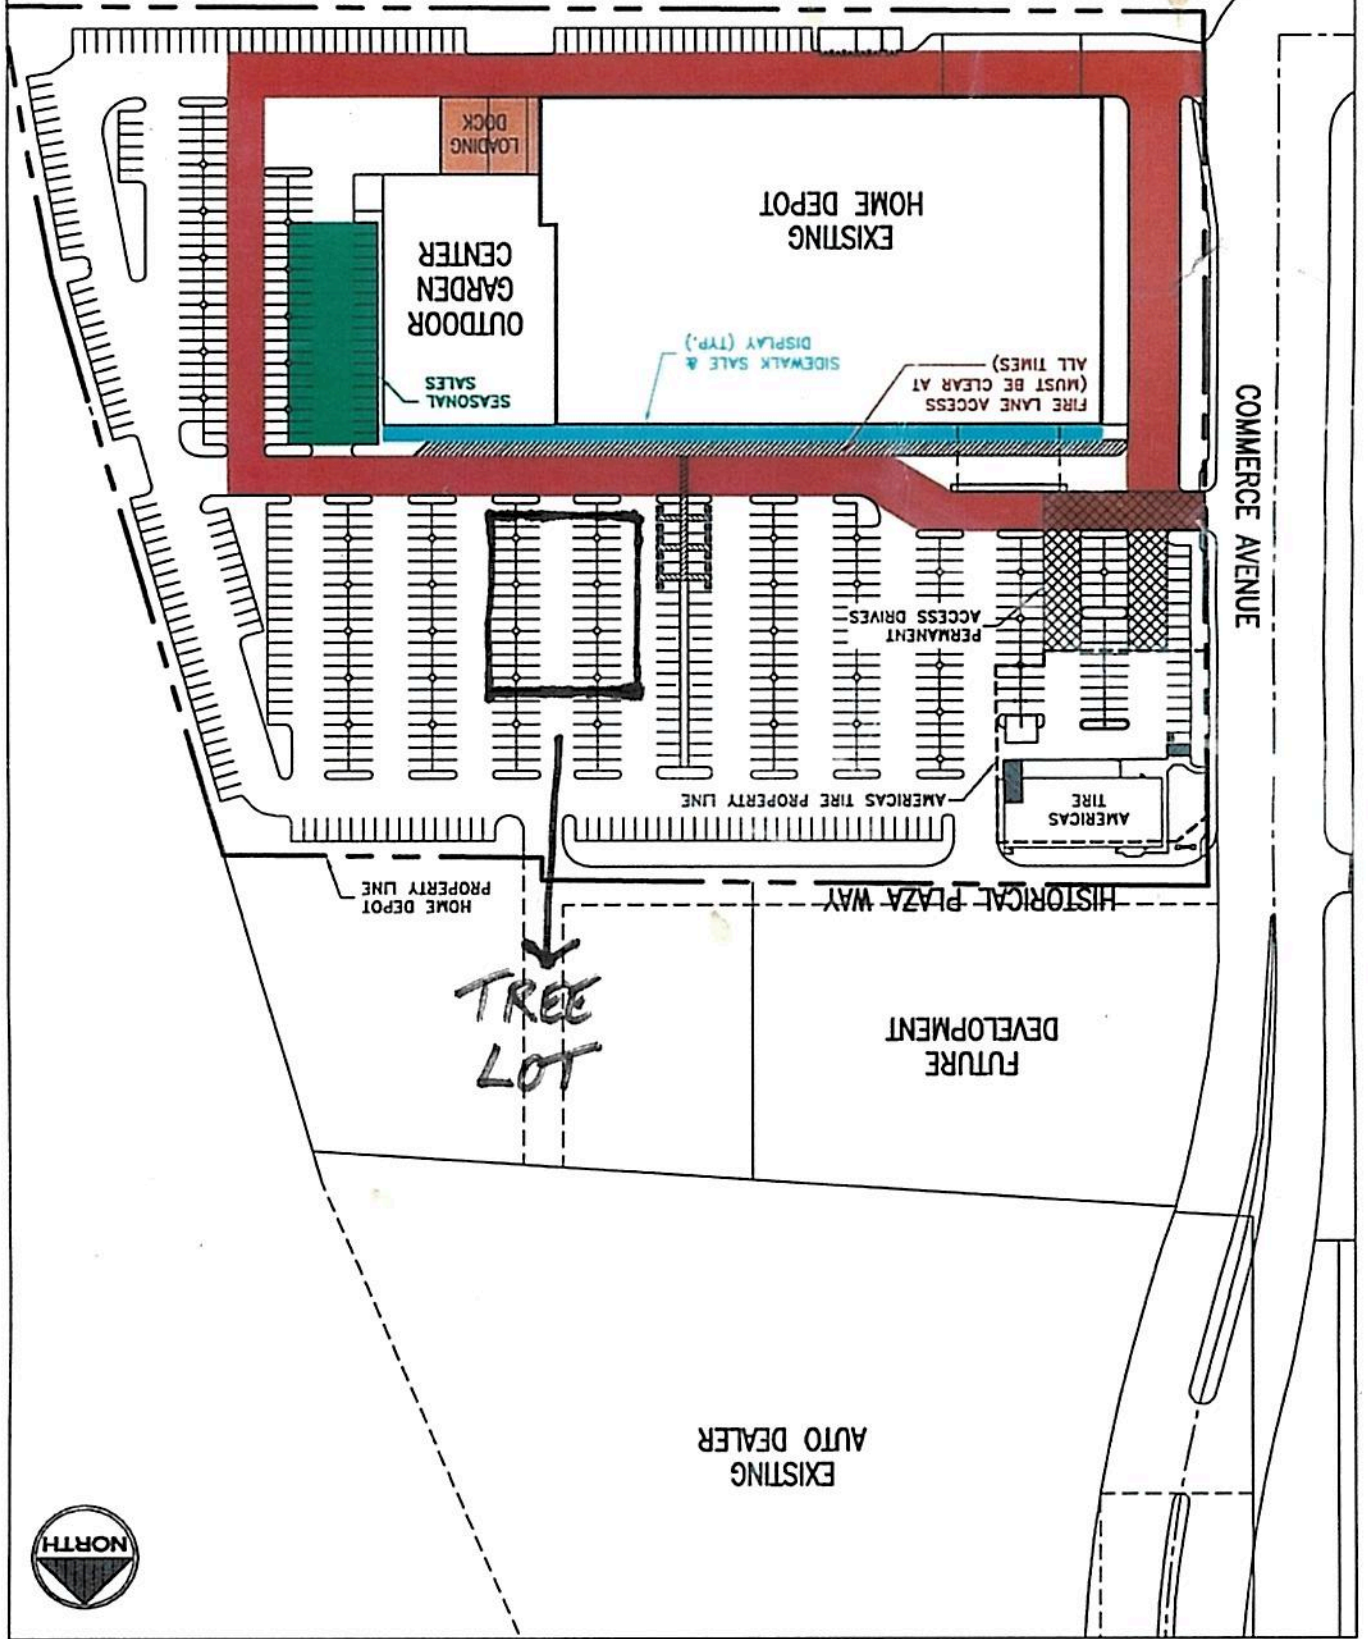 LOADING
DOCK
EXISTING
HOME DEPOT
OUTDOOR
GARDEN
CENTER
SIDEWALK SALE &
DISPLAY (TYP.)
FIRE LANE ACCESS
(MUST BE CLEAR AT
ALL TIMES)
SEASONAL
SALES
COMMERCE AVENUE
PERMANENT
ACCESS DRIVES
AMERICAS TIRE PROPERTY LINE
AMERICAS
TIRE
HOME DEPOT
PROPERTY LINE
HISTORICAL PLAZA WAY
TREE
LOT
FUTURE
DEVELOPMENT
EXISTING
AUTO DEALER
NORTH